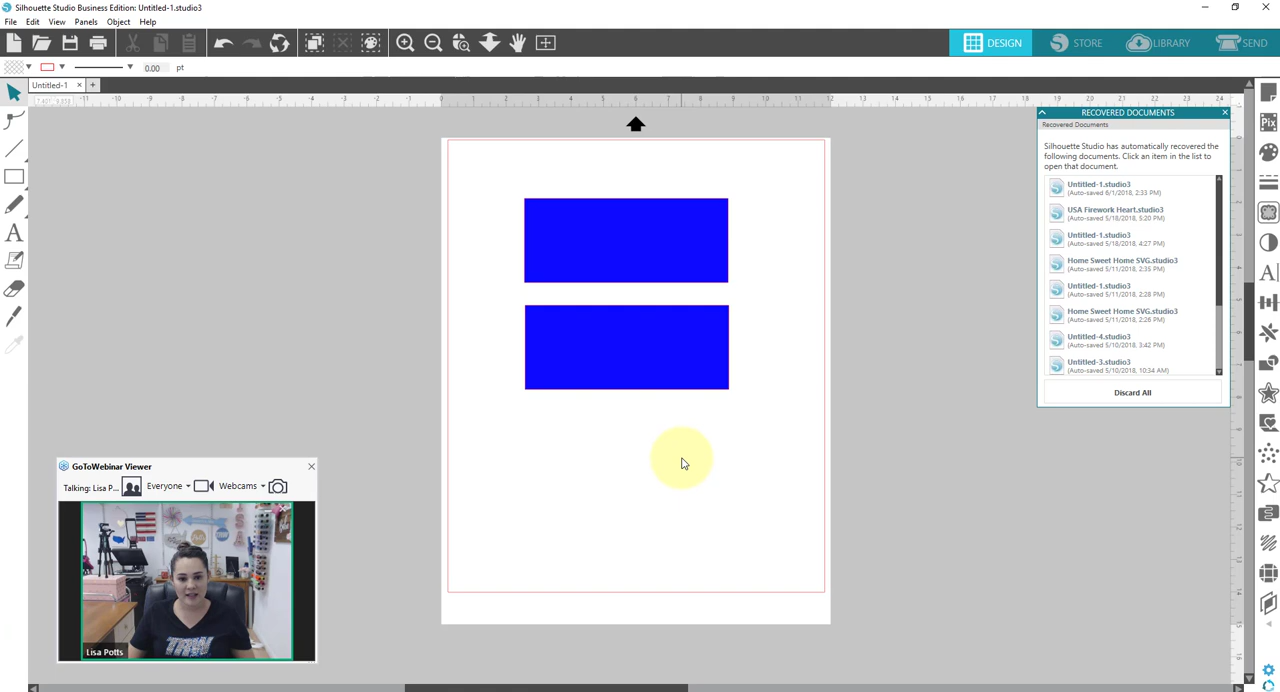 Silhouette Studio Business Edition: Untitled-1.studio3
File Edit View Panels Object Help
DESIGN STORE LIBRARY SEND
0.00 pt
Untitled-1
RECOVERED DOCUMENTS
Recovered Documents
Silhouette Studio has automatically recovered the
following documents. Click an item in the list to
open that document.
Untitled-1.studio3
(Auto-saved 6/1/2018, 2:33 PM)
USA Firework Heart.studio3
(Auto-saved 5/18/2018, 5:20 PM)
Untitled-1.studio3
(Auto-saved 5/18/2018, 4:27 PM)
Home Sweet Home SVG.studio3
(Auto-saved 5/11/2018, 2:35 PM)
Untitled-1.studio3
(Auto-saved 5/11/2018, 2:28 PM)
Home Sweet Home SVG.studio3
(Auto-saved 5/11/2018, 2:26 PM)
Untitled-4.studio3
(Auto-saved 5/10/2018, 3:42 PM)
Untitled-3.studio3
(Auto-saved 5/10/2018, 10:34 AM)
Discard All
GoToWebinar Viewer
Talking: Lisa P... Everyone Webcams
Lisa Potts